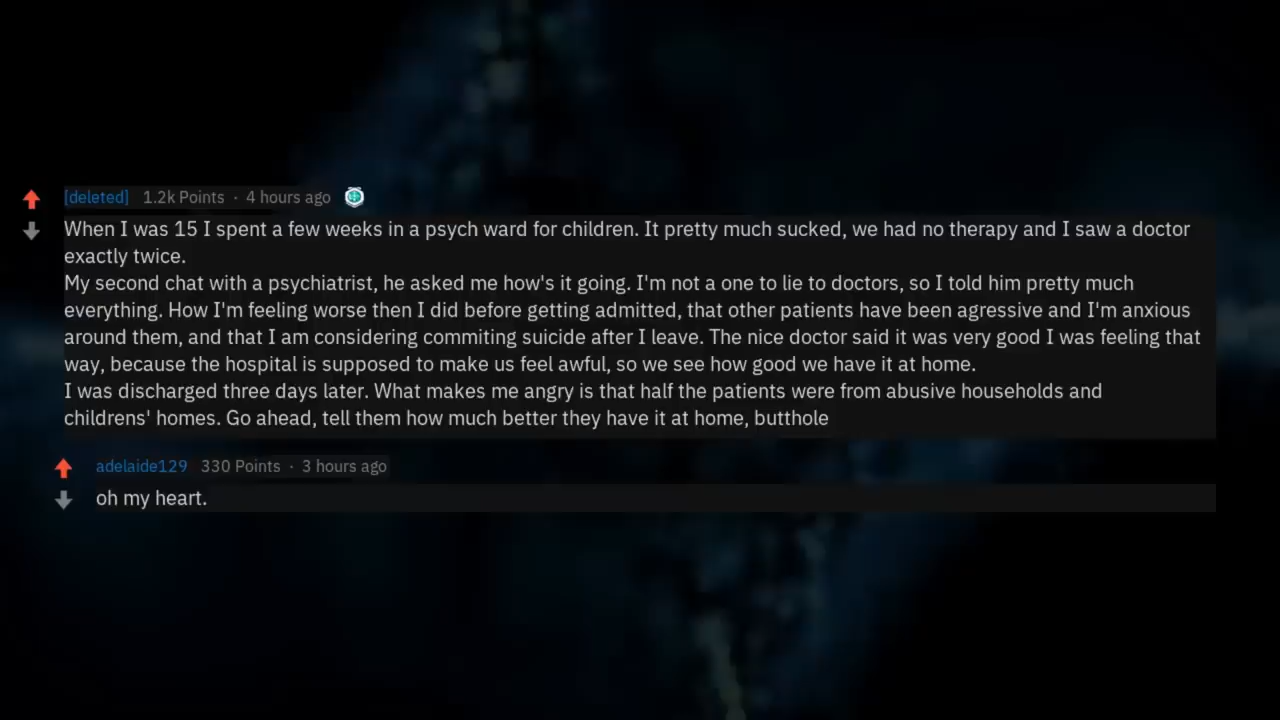 [deleted] 1.2k Points · 4 hours ago
When I was 15 I spent a few weeks in a psych ward for children. It pretty much sucked, we had no therapy and I saw a doctor
exactly twice.
My second chat with a psychiatrist, he asked me how's it going. I'm not a one to lie to doctors, so I told him pretty much
everything. How I'm feeling worse then I did before getting admitted, that other patients have been agressive and I'm anxious
around them, and that I am considering commiting suicide after I leave. The nice doctor said it was very good I was feeling that
way, because the hospital is supposed to make us feel awful, so we see how good we have it at home.
I was discharged three days later. What makes me angry is that half the patients were from abusive households and
childrens' homes. Go ahead, tell them how much better they have it at home, butthole
adelaide129 330 Points · 3 hours ago
oh my heart.